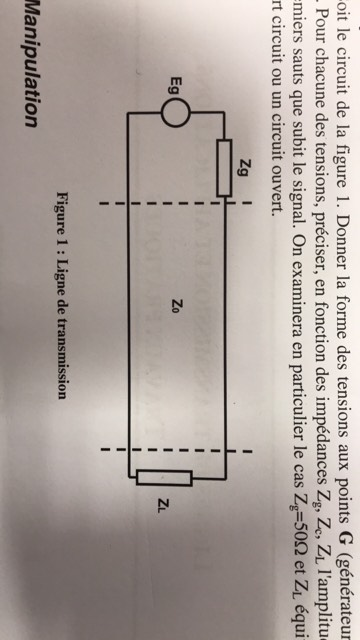 oit le circuit de la figure 1. Donner la forme des tensions aux points G (générateu
. Pour chacune des tensions, préciser, en fonction des impédances Zg, Zc, ZL l'amplitu
emiers sauts que subit le signal. On examinera en particulier le cas Zg=50Ω et ZL équi
rt circuit ou un circuit ouvert.
Zg
Eg
Z0
ZL
Figure 1 : Ligne de transmission
Manipulation